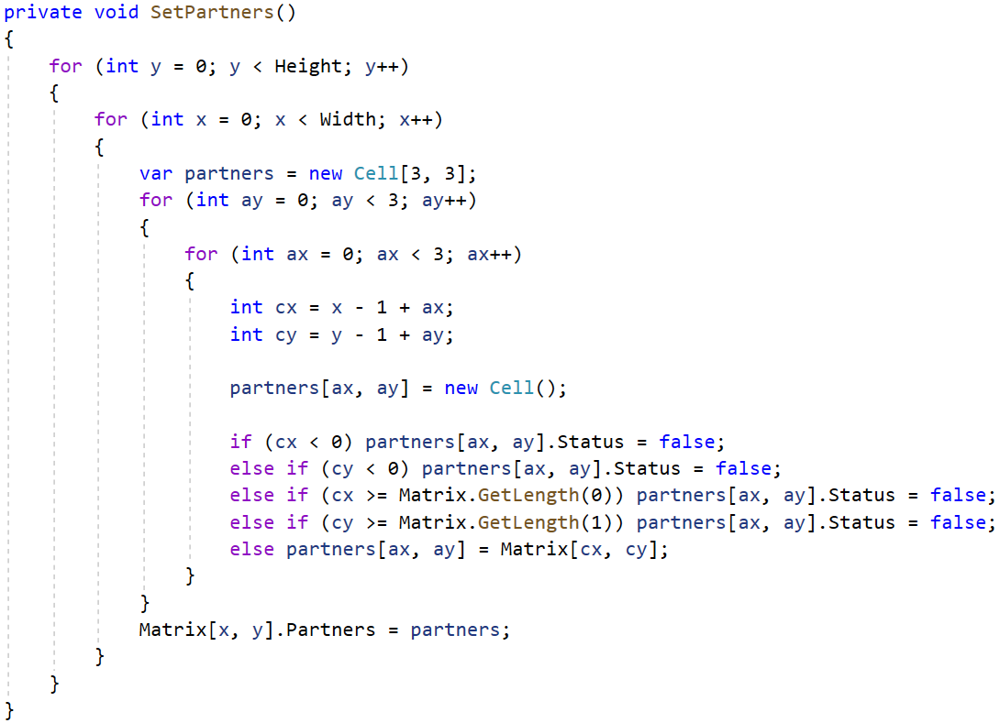 private void SetPartners()
{
    for (int y = 0; y < Height; y++)
    {
        for (int x = 0; x < Width; x++)
        {
            var partners = new Cell[3, 3];
            for (int ay = 0; ay < 3; ay++)
            {
                for (int ax = 0; ax < 3; ax++)
                {
                    int cx = x - 1 + ax;
                    int cy = y - 1 + ay;

                    partners[ax, ay] = new Cell();

                    if (cx < 0) partners[ax, ay].Status = false;
                    else if (cy < 0) partners[ax, ay].Status = false;
                    else if (cx >= Matrix.GetLength(0)) partners[ax, ay].Status = false;
                    else if (cy >= Matrix.GetLength(1)) partners[ax, ay].Status = false;
                    else partners[ax, ay] = Matrix[cx, cy];
                }
            }
            Matrix[x, y].Partners = partners;
        }
    }
}